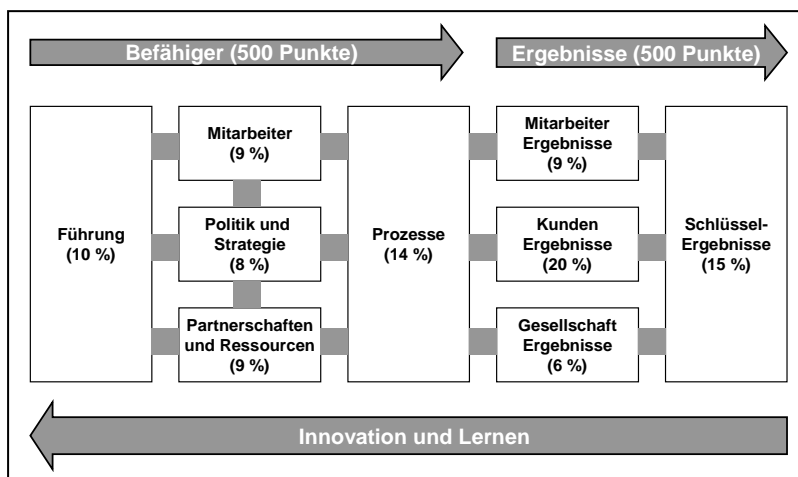 Befähiger (500 Punkte)
Ergebnisse (500 Punkte)
Führung
(10 %)
Mitarbeiter
(9 %)
Politik und
Strategie
(8 %)
Partnerschaften
und Ressourcen
(9 %)
Prozesse
(14 %)
Mitarbeiter
Ergebnisse
(9 %)
Kunden
Ergebnisse
(20 %)
Gesellschaft
Ergebnisse
(6 %)
Schlüssel-
Ergebnisse
(15 %)
Innovation und Lernen